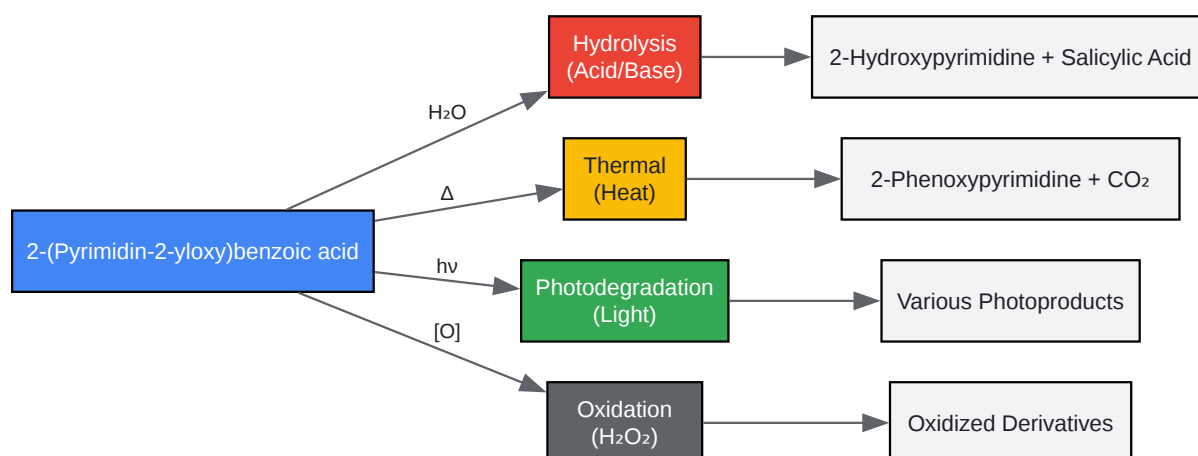 Hydrolysis
(Acid/Base)
2-Hydroxypyrimidine + Salicylic Acid
H₂O
Thermal
(Heat)
2-Phenoxypyrimidine + CO₂
Δ
2-(Pyrimidin-2-yloxy)benzoic acid
hν
Photodegradation
(Light)
Various Photoproducts
[O]
Oxidation
(H₂O₂)
Oxidized Derivatives